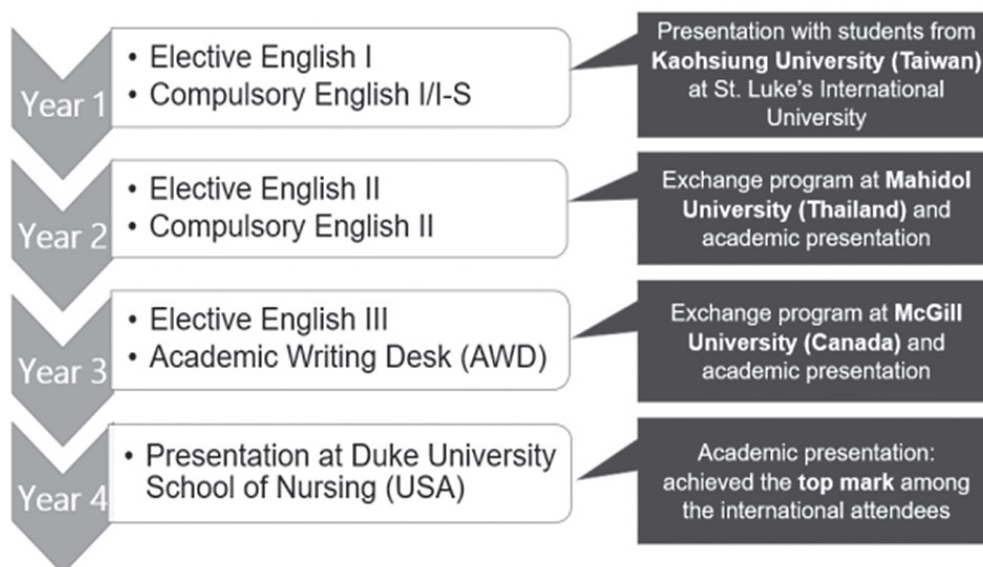 Year 1
• Elective English I
• Compulsory English I/I-S
Presentation with students from
Kaohsiung University (Taiwan)
at St. Luke's International
University
Year 2
• Elective English II
• Compulsory English II
Exchange program at Mahidol
University (Thailand) and
academic presentation
Year 3
• Elective English III
• Academic Writing Desk (AWD)
Exchange program at McGill
University (Canada) and
academic presentation
Year 4
• Presentation at Duke University
School of Nursing (USA)
Academic presentation:
achieved the top mark among
the international attendees